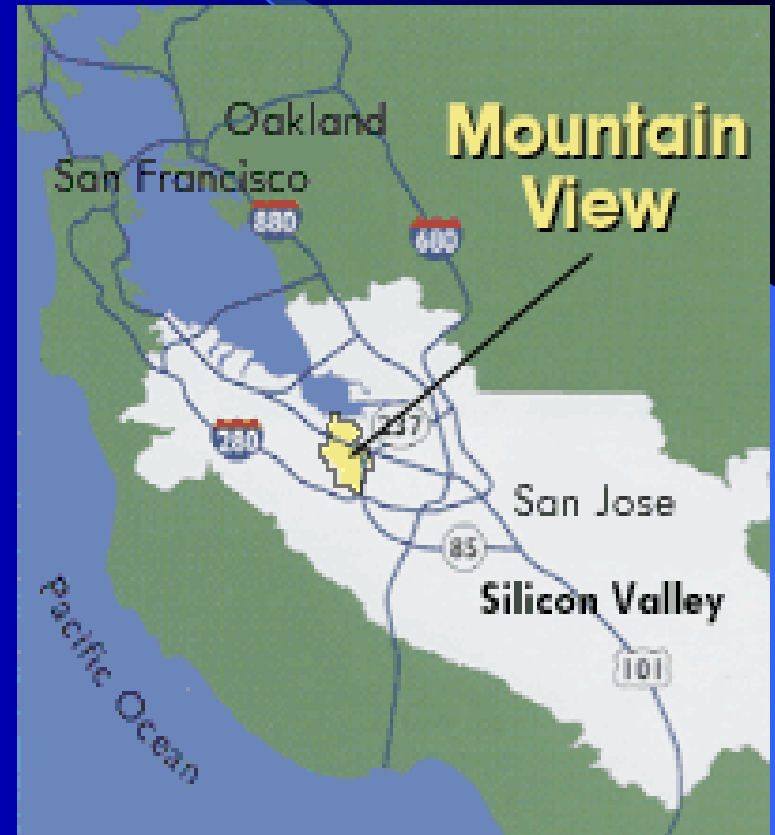 Oakland
Mountain
View
San Francisco
880
680
237
280
San Jose
85
Silicon Valley
101
Pacific Ocean